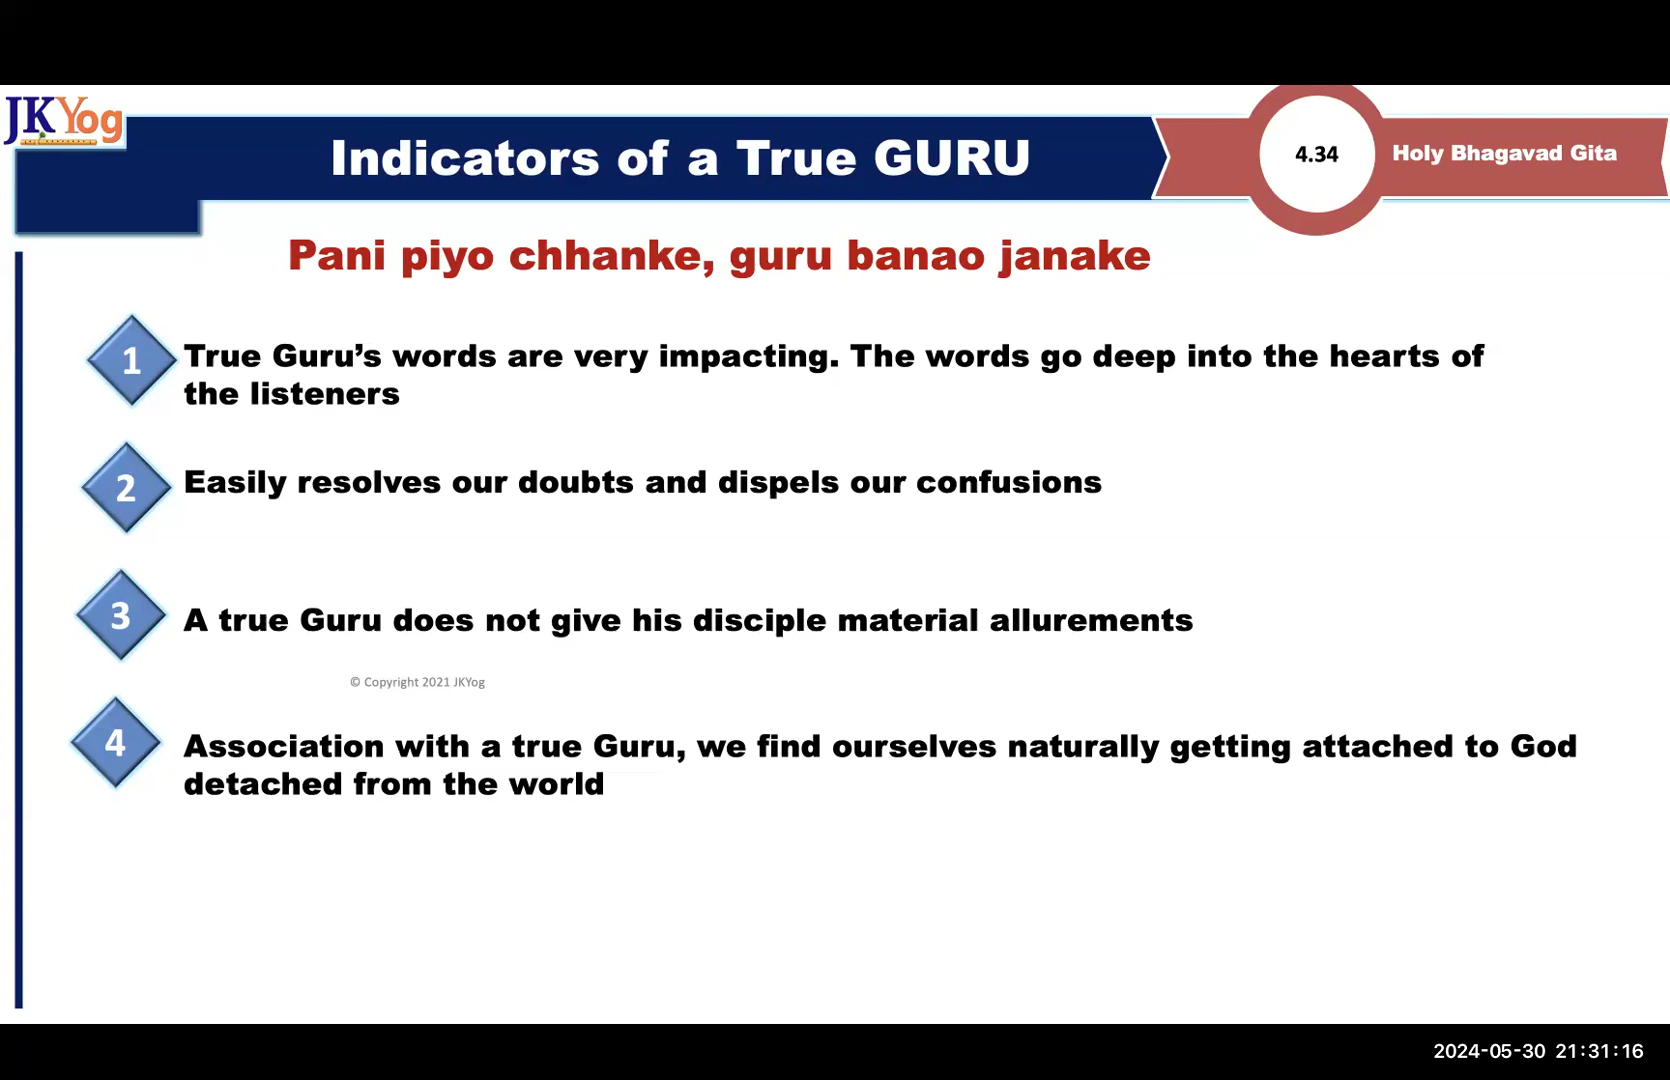 JKYog
Indicators of a True GURU
4.34
Holy Bhagavad Gita
Pani piyo chhanke, guru banao janake
1
True Guru’s words are very impacting. The words go deep into the hearts of
the listeners
2
Easily resolves our doubts and dispels our confusions
3
A true Guru does not give his disciple material allurements
© Copyright 2021 JKYog
4
Association with a true Guru, we find ourselves naturally getting attached to God
detached from the world
2024-05-30 21:31:16